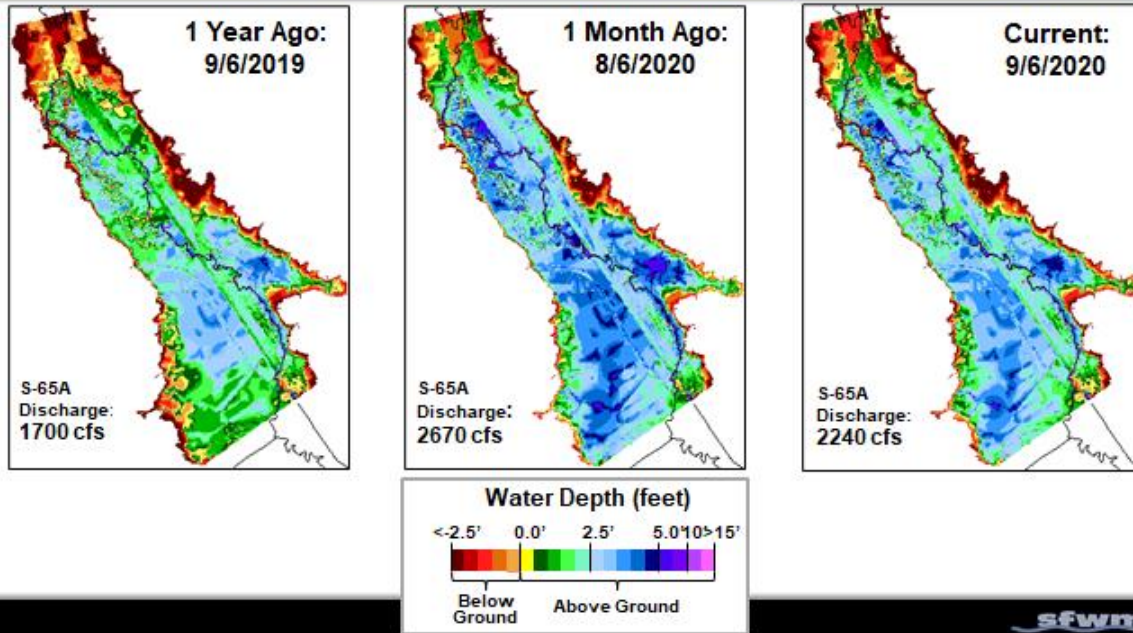 1 Year Ago:
9/6/2019
S-65A
Discharge:
1700 cfs
1 Month Ago:
8/6/2020
S-65A
Discharge:
2670 cfs
Current:
9/6/2020
S-65A
Discharge:
2240 cfs
Water Depth (feet)
<-2.5' 0.0' 2.5' 5.0'10>15'
Below
Ground
Above Ground